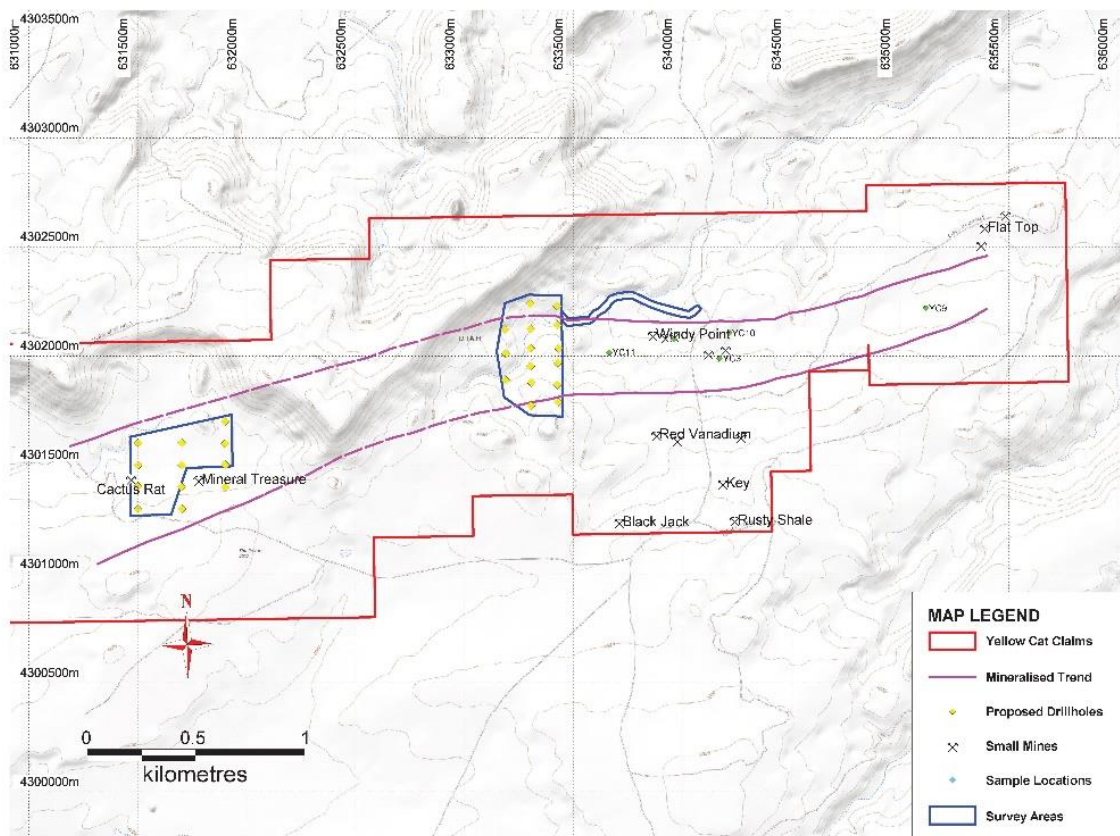 4303500m
631000m
631500m
632000m
632500m
633000m
633500m
634000m
634500m
635000m
635500m
636000m
4303000m
4302500m
Flat Top
YC9
4302000m
UTAH
Windy Point
YC10
YC11
YC3
4301500m
Red Vanadium
Cactus Rat
Mineral Treasure
Key
Black Jack
Rusty Shale
4301000m
N
4300500m
0 0.5 1
kilometres
4300000m
MAP LEGEND
Yellow Cat Claims
Mineralised Trend
Proposed Drillholes
Small Mines
Sample Locations
Survey Areas